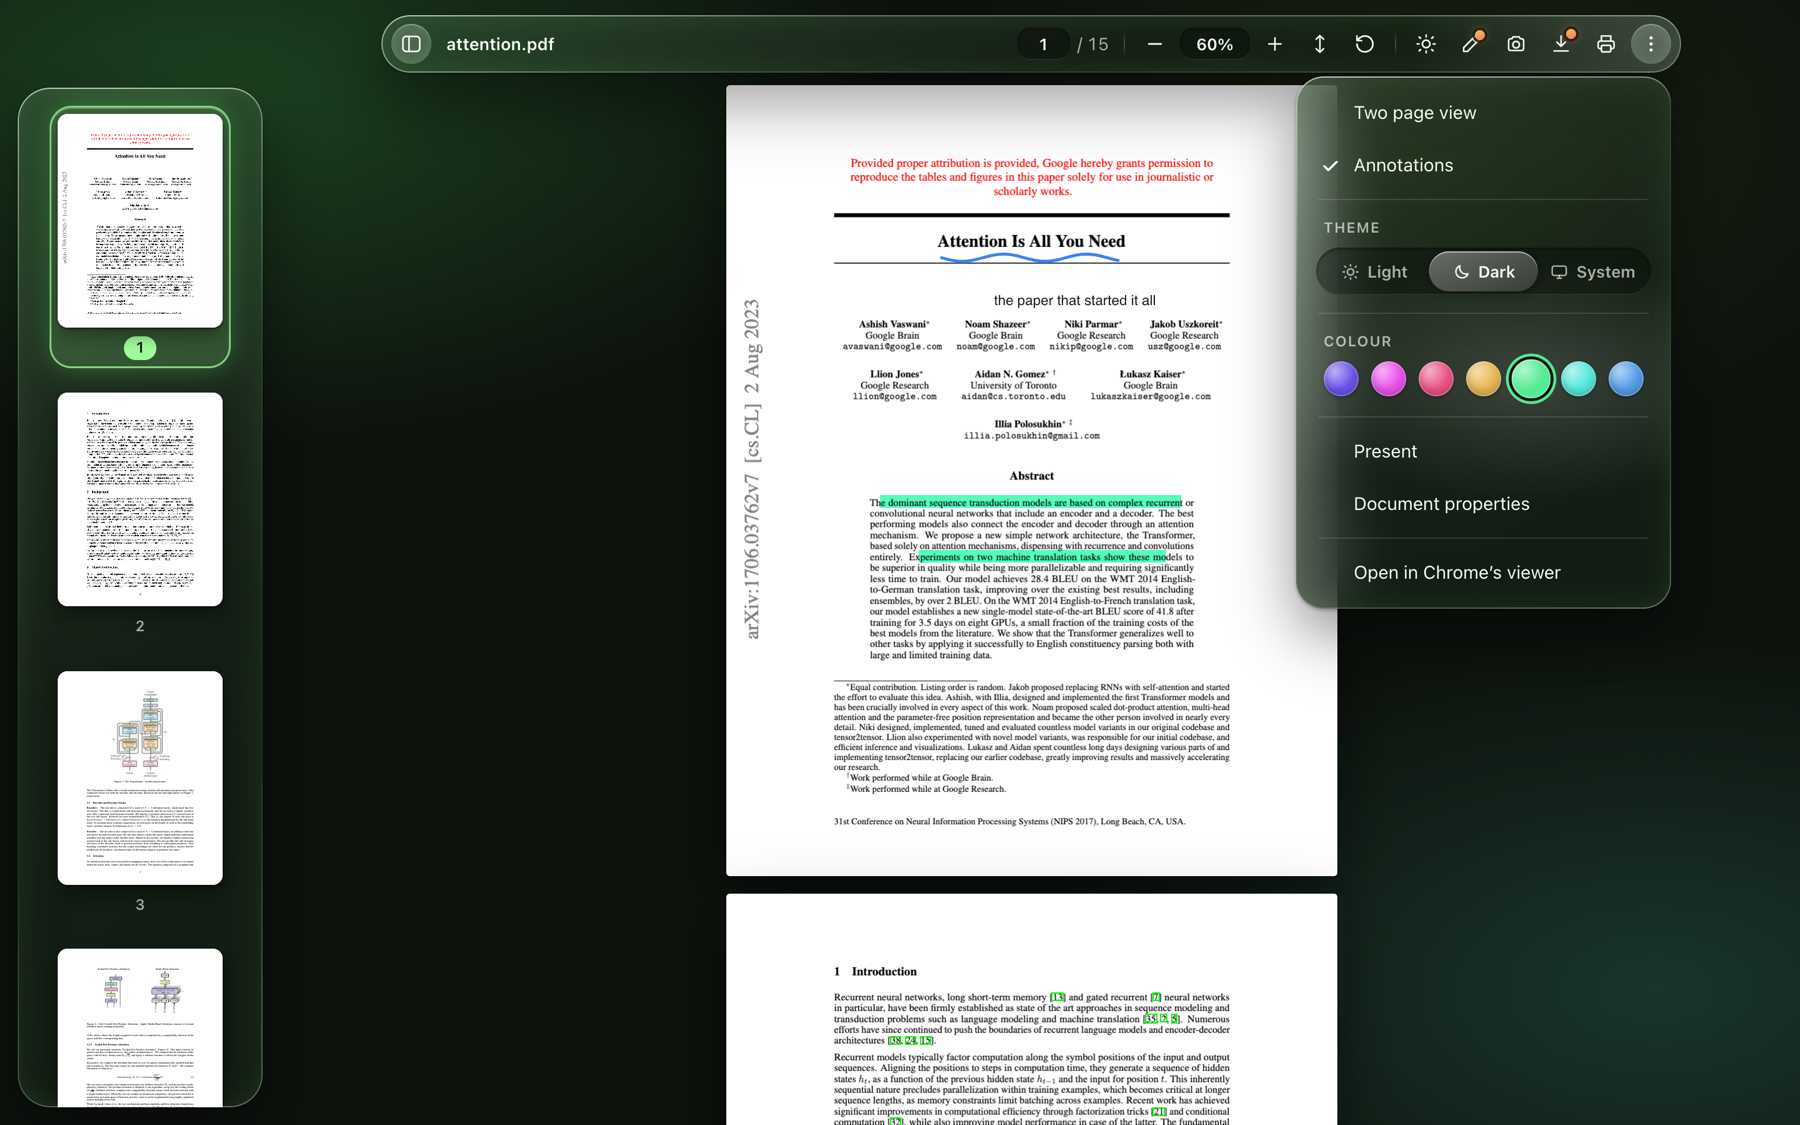 attention.pdf
1 / 15
60%
Two page view
Annotations
THEME
Light
Dark
System
COLOUR
Present
Document properties
Open in Chrome's viewer
1
2
3
Attention Is All You Need
Provided proper attribution is provided, Google hereby grants permission to
reproduce the tables and figures in this paper solely for use in journalistic or
scholarly works.
Attention Is All You Need
the paper that started it all
arXiv:1706.03762v7 [cs.CL] 2 Aug 2023
Ashish Vaswani* Noam Shazeer* Niki Parmar* Jakob Uszkoreit*
Google Brain Google Brain Google Research Google Research
avaswani@google.com noam@google.com nikip@google.com usz@google.com
Llion Jones* Aidan N. Gomez* † Łukasz Kaiser*
Google Research University of Toronto Google Brain
llion@google.com aidan@cs.toronto.edu lukaszkaiser@google.com
Illia Polosukhin* ‡
illia.polosukhin@gmail.com
Abstract
The dominant sequence transduction models are based on complex recurrent or
convolutional neural networks that include an encoder and a decoder. The best
performing models also connect the encoder and decoder through an attention
mechanism. We propose a new simple network architecture, the Transformer,
based solely on attention mechanisms, dispensing with recurrence and convolutions
entirely. Experiments on two machine translation tasks show these models to
be superior in quality while being more parallelizable and requiring significantly
less time to train. Our model achieves 28.4 BLEU on the WMT 2014 English-
to-German translation task, improving over the existing best results, including
ensembles, by over 2 BLEU. On the WMT 2014 English-to-French translation task,
our model establishes a new single-model state-of-the-art BLEU score of 41.8 after
training for 3.5 days on eight GPUs, a small fraction of the training costs of the
best models from the literature. We show that the Transformer generalizes well to
other tasks by applying it successfully to English constituency parsing both with
large and limited training data.
*Equal contribution. Listing order is random. Jakob proposed replacing RNNs with self-attention and started
the effort to evaluate this idea. Ashish, with Illia, designed and implemented the first Transformer models and
has been crucially involved in every aspect of this work. Noam proposed scaled dot-product attention, multi-head
attention and the parameter-free position representation and became the other person involved in nearly every
detail. Niki designed, implemented, tuned and evaluated countless model variants in our original codebase and
tensor2tensor. Llion also experimented with novel model variants, was responsible for our initial codebase, and
efficient inference and visualizations. Lukasz and Aidan spent countless long days designing various parts of and
implementing tensor2tensor, replacing our earlier codebase, greatly improving results and massively accelerating
our research.
†Work performed while at Google Brain.
‡Work performed while at Google Research.
31st Conference on Neural Information Processing Systems (NIPS 2017), Long Beach, CA, USA.
1 Introduction
Recurrent neural networks, long short-term memory [13] and gated recurrent [7] neural networks
in particular, have been firmly established as state of the art approaches in sequence modeling and
transduction problems such as language modeling and machine translation [35, 2, 5]. Numerous
efforts have since continued to push the boundaries of recurrent language models and encoder-decoder
architectures [38, 24, 15].
Recurrent models typically factor computation along the symbol positions of the input and output
sequences. Aligning the positions to steps in computation time, they generate a sequence of hidden
states hₜ, as a function of the previous hidden state hₜ₋₁ and the input for position t. This inherently
sequential nature precludes parallelization within training examples, which becomes critical at longer
sequence lengths, as memory constraints limit batching across examples. Recent work has achieved
significant improvements in computational efficiency through factorization tricks [21] and conditional
computation [32], while also improving model performance in case of the latter. The fundamental